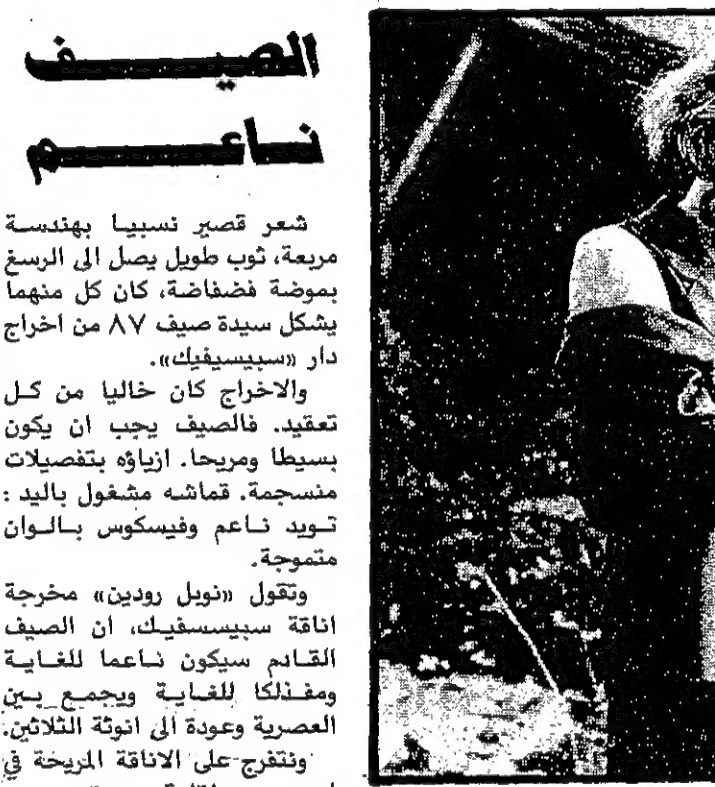 الصيف
ناعم
شعر قصير نسبيا بهندسة
مربعة، ثوب طويل يصل الى الرسغ
بموضة فضفاضة، كان كل منهما
يشكل سيدة صيف ٨٧ من اخراج
دار «سبيسيفيك».
والاخراج كان خاليا من كل
تعقيد. فالصيف يجب ان يكون
بسيطا ومريحا. ازياؤه بتفصيلات
منسجمة. قماشه مشغول باليد :
تويد ناعم وفيسكوس بالوان
متموجة.
وتقول «نويل رودين» مخرجة
اناقة سبيسسفيك، ان الصيف
القادم سيكون ناعما للغاية
ومفذلكا للغاية ويجمع بين
العصرية وعودة الى انوثة الثلاثين.
ونتفرج على الاناقة المريحة في